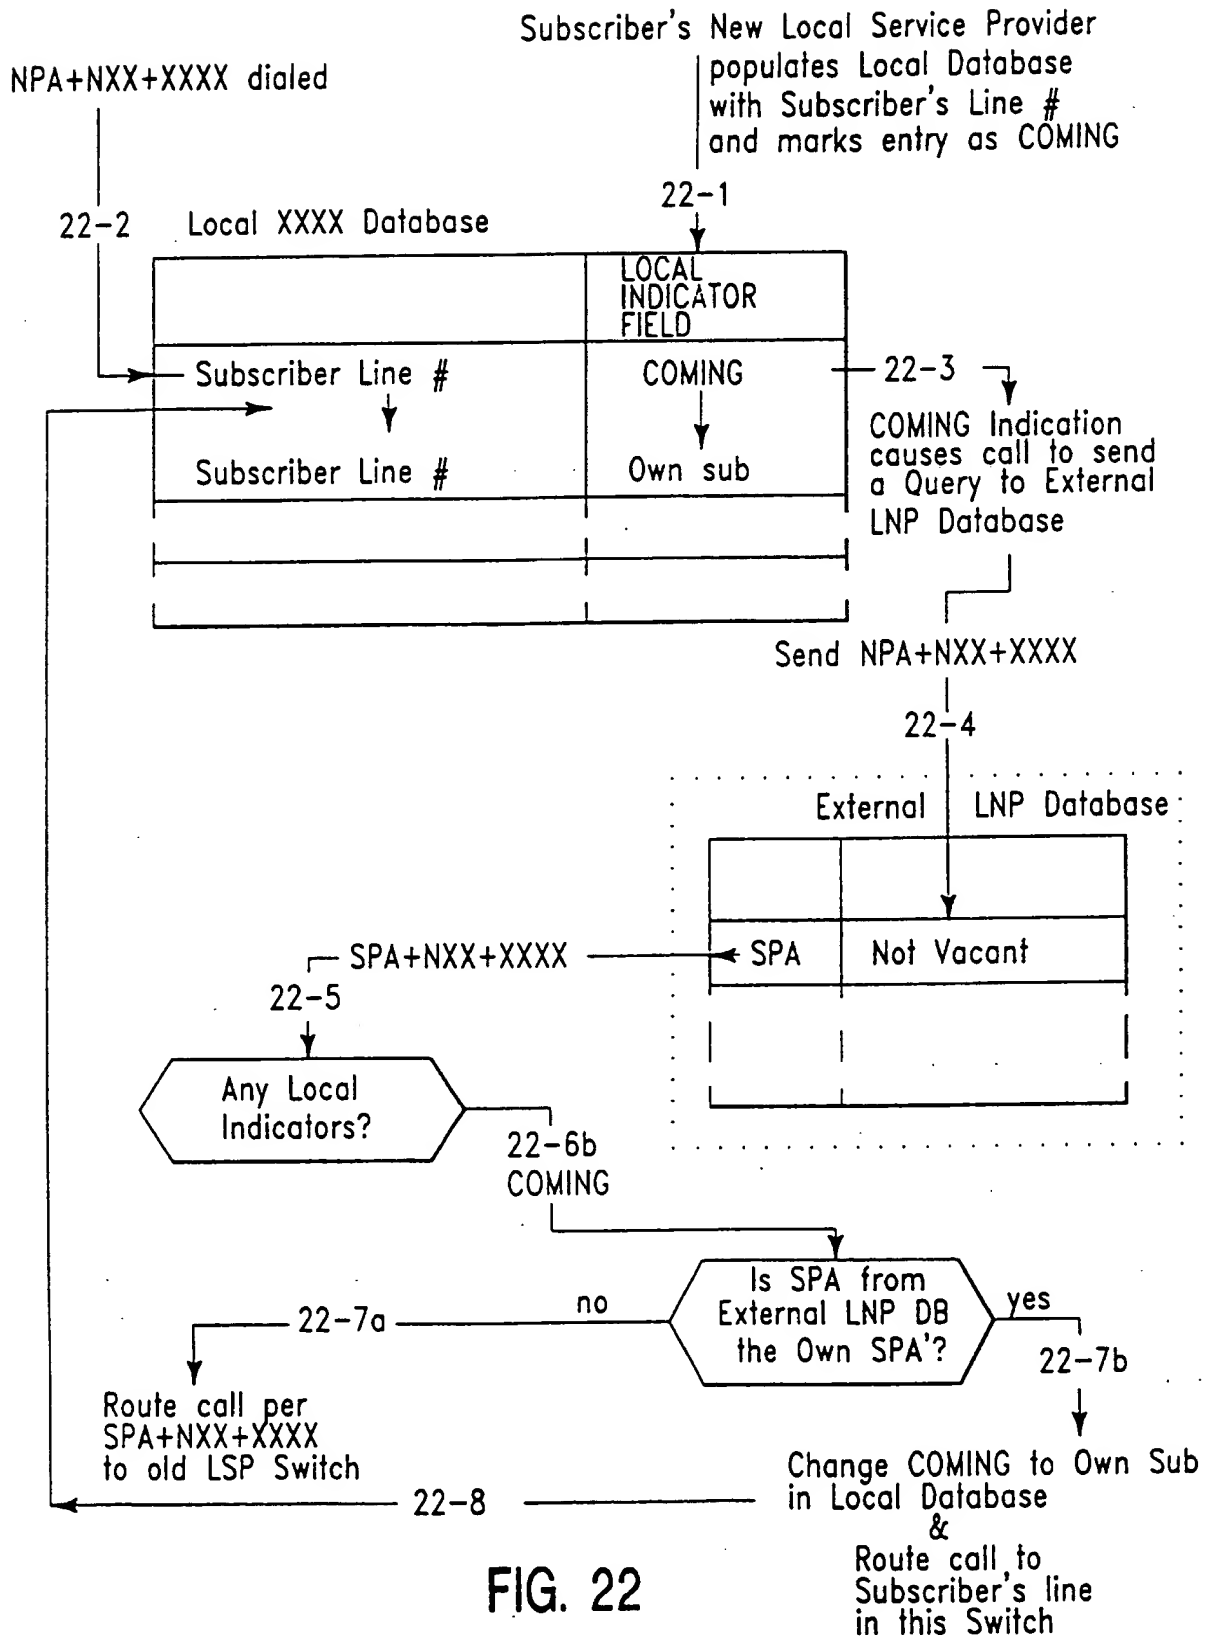 Subscriber's New Local Service Provider
populates Local Database
with Subscriber's Line #
and marks entry as COMING
NPA+NXX+XXXX dialed
22-1
22-2
Local XXXX Database
LOCAL
INDICATOR
FIELD
Subscriber Line #
COMING
22-3
Subscriber Line #
Own sub
COMING Indication
causes call to send
a Query to External
LNP Database
Send NPA+NXX+XXXX
22-4
External LNP Database
SPA
Not Vacant
SPA+NXX+XXXX
22-5
Any Local
Indicators?
22-6b
COMING
Is SPA from
External LNP DB
the Own SPA'?
no
yes
22-7a
22-7b
Route call per
SPA+NXX+XXXX
to old LSP Switch
Change COMING to Own Sub
in Local Database
&
Route call to
Subscriber's line
in this Switch
22-8
FIG. 22